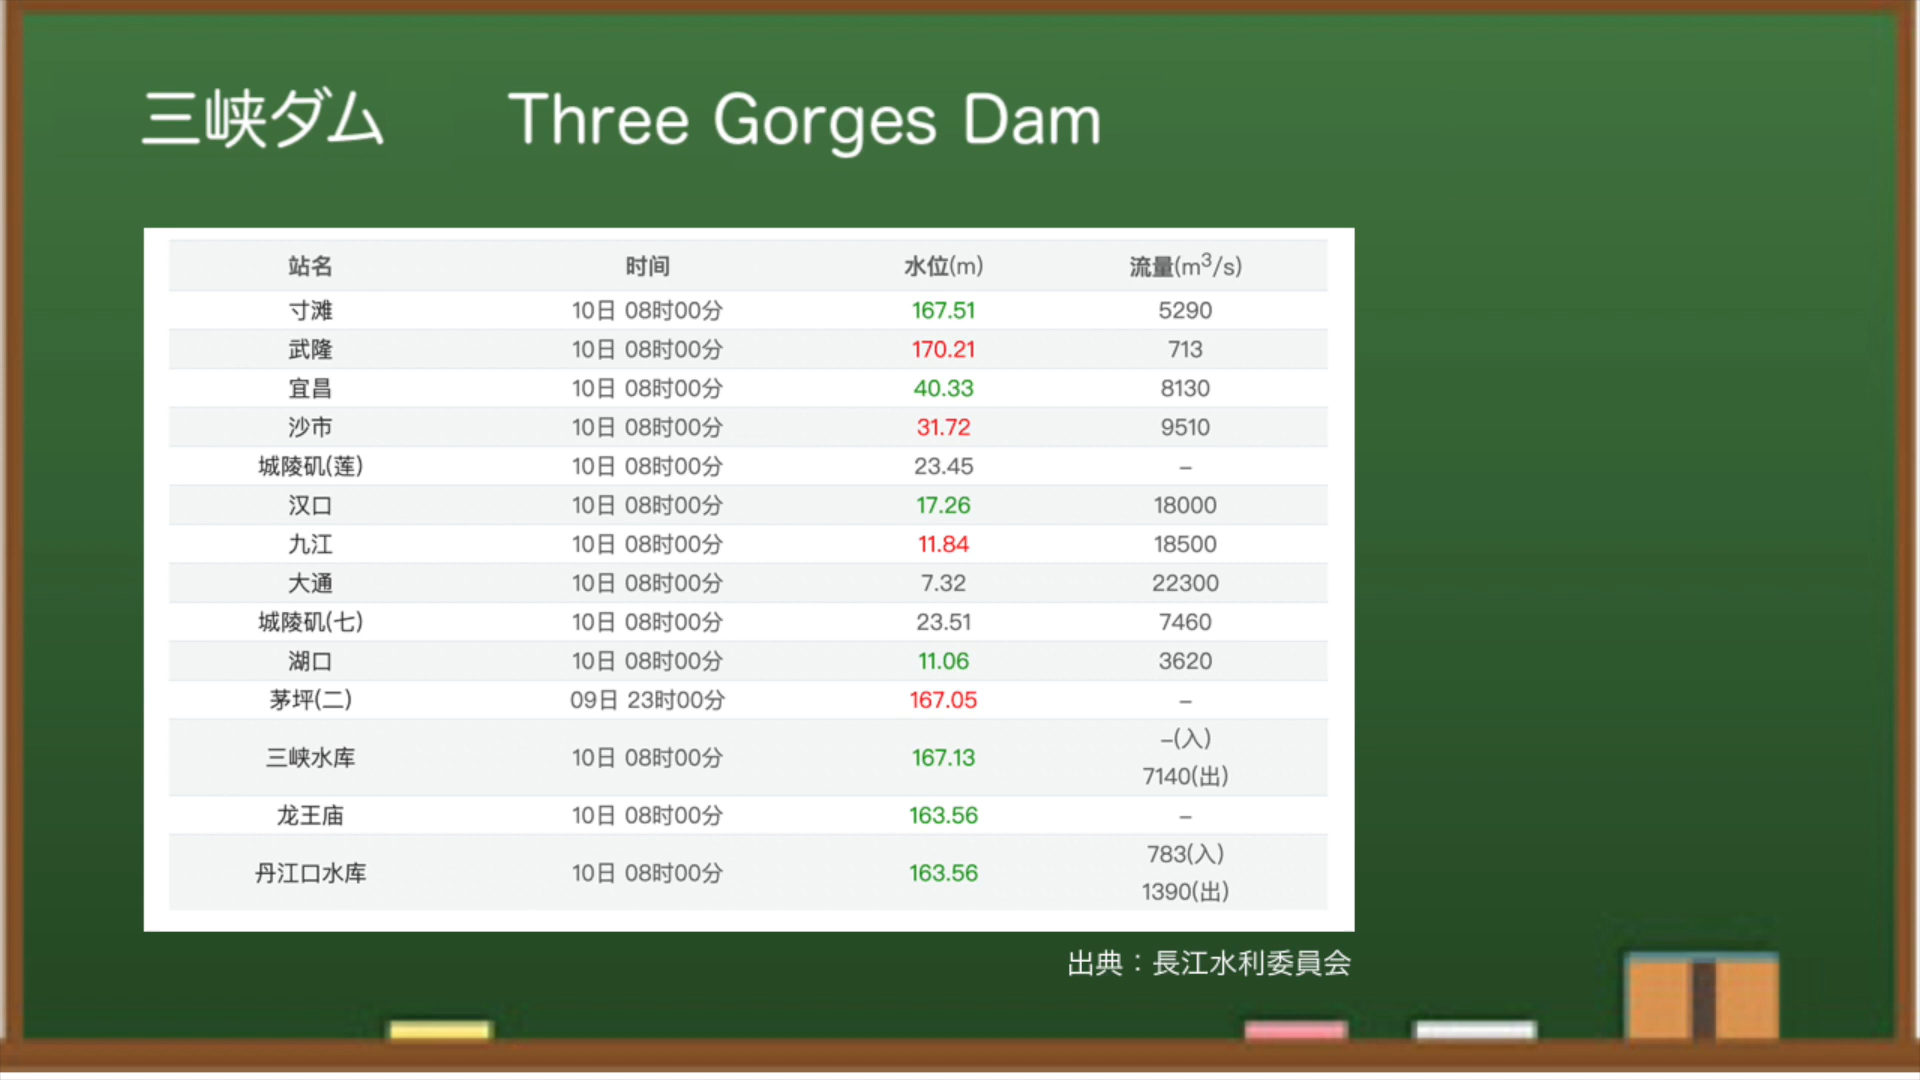 三峡ダム Three Gorges Dam
站名 时间 水位(m) 流量(m³/s)
寸滩 10日 08时00分 167.51 5290
武隆 10日 08时00分 170.21 713
宜昌 10日 08时00分 40.33 8130
沙市 10日 08时00分 31.72 9510
城陵矶(莲) 10日 08时00分 23.45 –
汉口 10日 08时00分 17.26 18000
九江 10日 08时00分 11.84 18500
大通 10日 08时00分 7.32 22300
城陵矶(七) 10日 08时00分 23.51 7460
湖口 10日 08时00分 11.06 3620
茅坪(二) 09日 23时00分 167.05 –
三峡水库 10日 08时00分 167.13 –(入)
7140(出)
龙王庙 10日 08时00分 163.56 –
丹江口水库 10日 08时00分 163.56 783(入)
1390(出)
出典：長江水利委員会